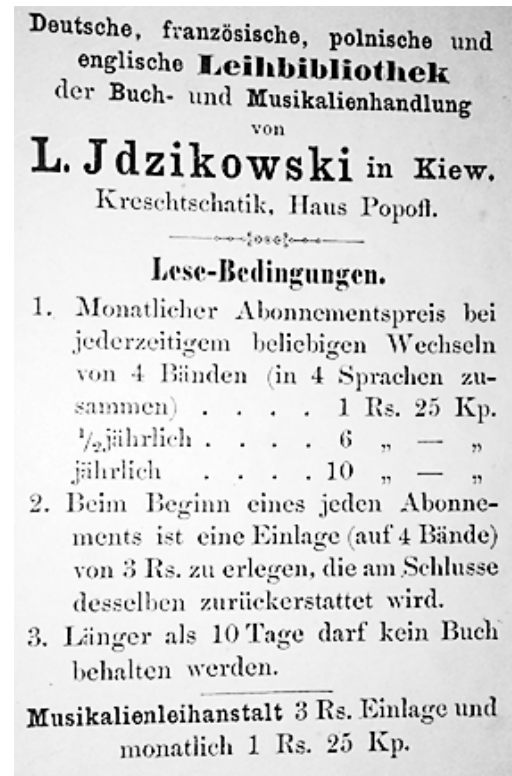 Deutsche, französische, polnische und
englische Leihbibliothek
der Buch- und Musikalienhandlung
von
L. Jdzikowski in Kiew.
Kreschtschatik, Haus Popoff.
Lese-Bedingungen.
1. Monatlicher Abonnementspreis bei
jederzeitigem beliebigen Wechseln
von 4 Bänden (in 4 Sprachen zu-
sammen) . . . . 1 Rs. 25 Kp.
½jährlich . . . . 6 „ — „
jährlich . . . . 10 „ — „
2. Beim Beginn eines jeden Abonne-
ments ist eine Einlage (auf 4 Bände)
von 3 Rs. zu erlegen, die am Schlusse
desselben zurückerstattet wird.
3. Länger als 10 Tage darf kein Buch
behalten werden.
Musikalienleihanstalt 3 Rs. Einlage und
monatlich 1 Rs. 25 Kp.